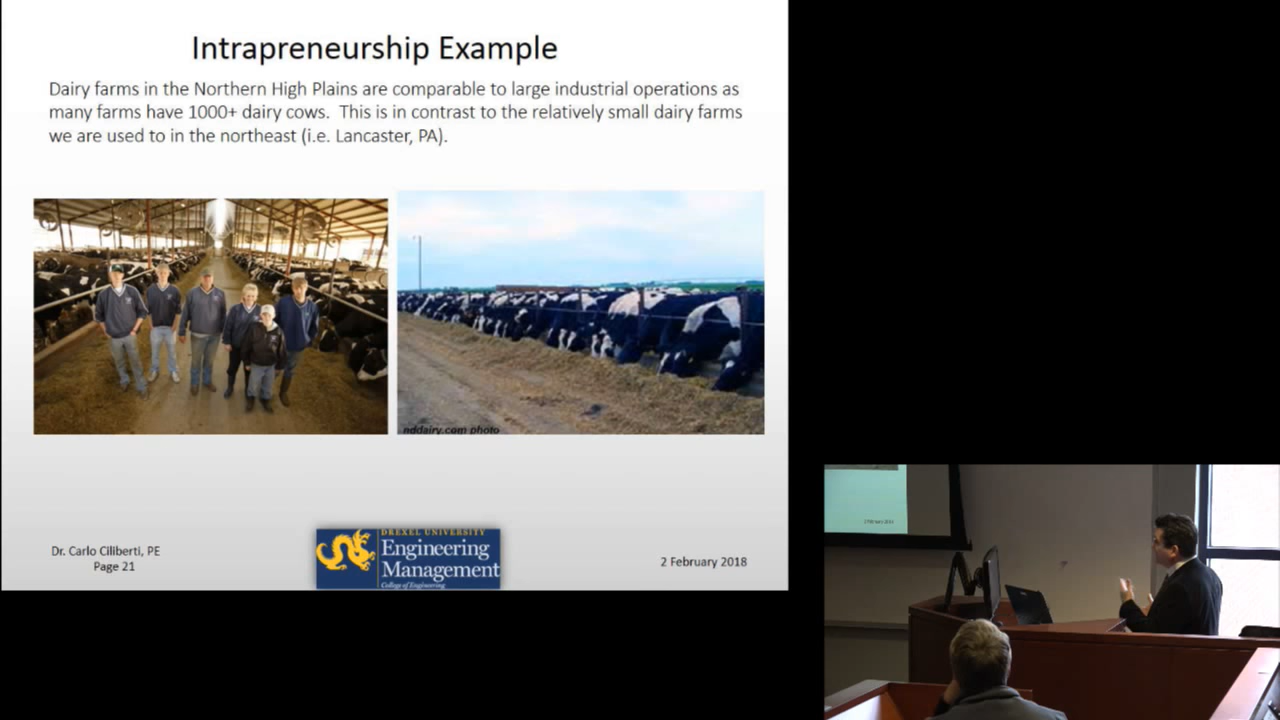 Intrapreneurship Example
Dairy farms in the Northern High Plains are comparable to large industrial operations as
many farms have 1000+ dairy cows.  This is in contrast to the relatively small dairy farms
we are used to in the northeast (i.e. Lancaster, PA).
nddairy.com photo
Dr. Carlo Ciliberti, PE
Page 21
DREXEL UNIVERSITY
Engineering
Management
College of Engineering
2 February 2018
2 February 2018